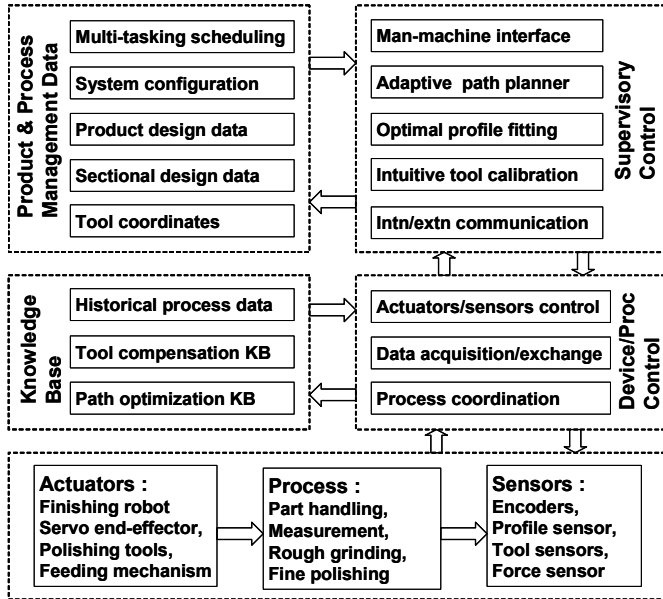 Product & Process
Management Data
Multi-tasking scheduling
System configuration
Product design data
Sectional design data
Tool coordinates
Man-machine interface
Adaptive path planner
Optimal profile fitting
Intuitive tool calibration
Intn/extn communication
Supervisory
Control
Knowledge
Base
Historical process data
Tool compensation KB
Path optimization KB
Actuators/sensors control
Data acquisition/exchange
Process coordination
Device/Proc
Control
Actuators :
Finishing robot
Servo end-effector,
Polishing tools,
Feeding mechanism
Process :
Part handling,
Measurement,
Rough grinding,
Fine polishing
Sensors :
Encoders,
Profile sensor,
Tool sensors,
Force sensor